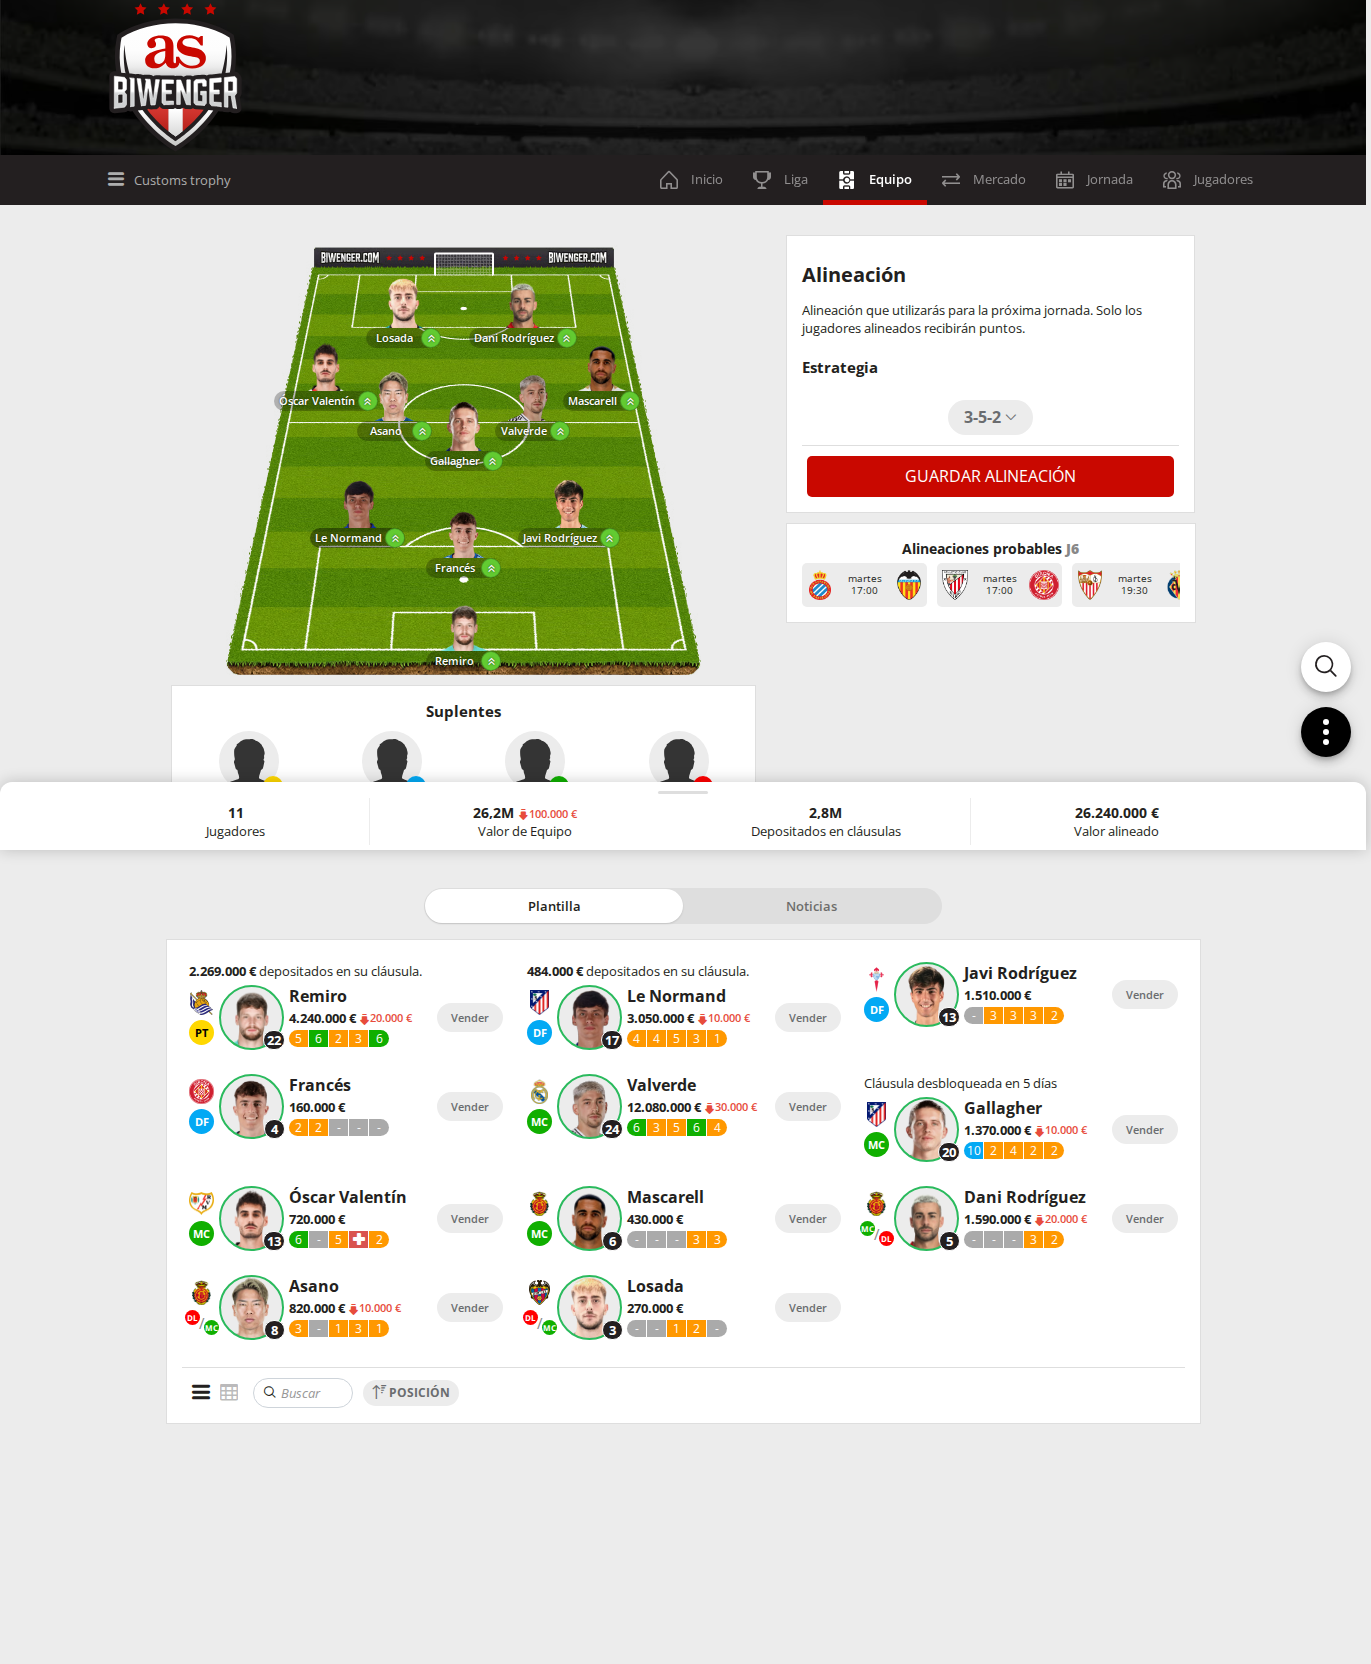 as
BIWENGER
Customs trophy
Inicio
Liga
Equipo
Mercado
Jornada
Jugadores
BIWENGER.COM
BIWENGER.COM
Losada
Dani Rodríguez
Óscar Valentín
Mascarell
Asano
Valverde
Gallagher
Le Normand
Javi Rodríguez
Francés
Remiro
Alineación
Alineación que utilizarás para la próxima jornada. Solo los
jugadores alineados recibirán puntos.
Estrategia
3-5-2
GUARDAR ALINEACIÓN
Alineaciones probables J6
martes
17:00
martes
17:00
martes
19:30
Suplentes
11
Jugadores
26,2M 100.000 €
Valor de Equipo
2,8M
Depositados en cláusulas
26.240.000 €
Valor alineado
Plantilla
Noticias
2.269.000 € depositados en su cláusula.
Remiro
PT
22
4.240.000 € 20.000 €
5 6 2 3 6
Vender
484.000 € depositados en su cláusula.
Le Normand
DF
17
3.050.000 € 10.000 €
4 4 5 3 1
Vender
Javi Rodríguez
DF
13
1.510.000 €
- 3 3 3 2
Vender
Francés
DF
4
160.000 €
2 2 - - -
Vender
Valverde
MC
24
12.080.000 € 30.000 €
6 3 5 6 4
Vender
Cláusula desbloqueada en 5 días
Gallagher
MC
20
1.370.000 € 10.000 €
10 2 4 2 2
Vender
Óscar Valentín
MC
13
720.000 €
6 - 5 2
Vender
Mascarell
MC
6
430.000 €
- - - 3 3
Vender
Dani Rodríguez
MC / DL
5
1.590.000 € 20.000 €
- - - 3 2
Vender
Asano
DL / MC
8
820.000 € 10.000 €
3 - 1 3 1
Vender
Losada
DL / MC
3
270.000 €
- - 1 2 -
Vender
Buscar
POSICIÓN